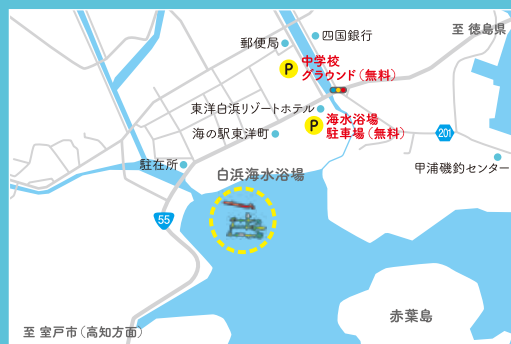 至 徳島県
四国銀行
郵便局
P
中学校
グラウンド（無料）
東洋白浜リゾートホテル
P
海水浴場
駐車場（無料）
海の駅東洋町
201
駐在所
白浜海水浴場
甲浦磯釣センター
55
赤葉島
至 室戸市（高知方面）